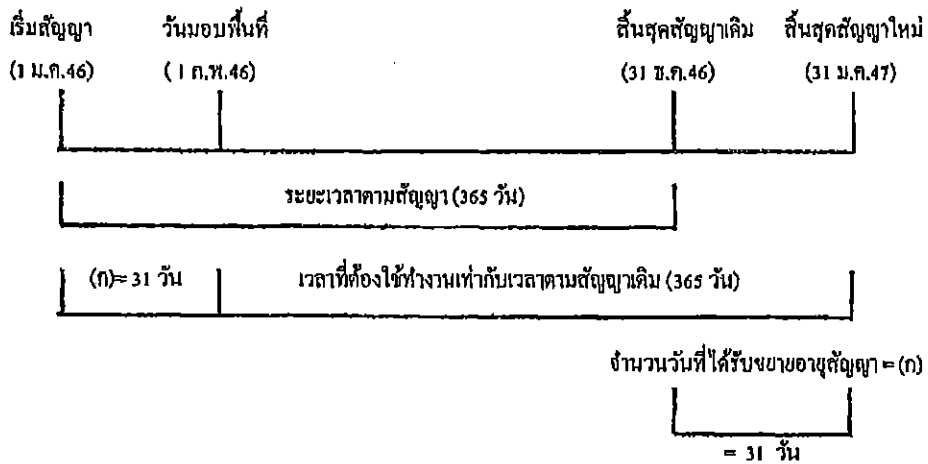 เริ่มสัญญา วันมอบพื้นที่ สิ้นสุดสัญญาเดิม สิ้นสุดสัญญาใหม่
(1 ม.ค.46) (1 ก.พ.46) (31 ธ.ค.46) (31 ม.ค.47)
ระยะเวลาตามสัญญา (365 วัน)
(ก)= 31 วัน เวลาที่ต้องใช้ทำงานเท่ากับเวลาตามสัญญาเดิม (365 วัน)
จำนวนวันที่ได้รับขยายอายุสัญญา = (ก)
= 31 วัน